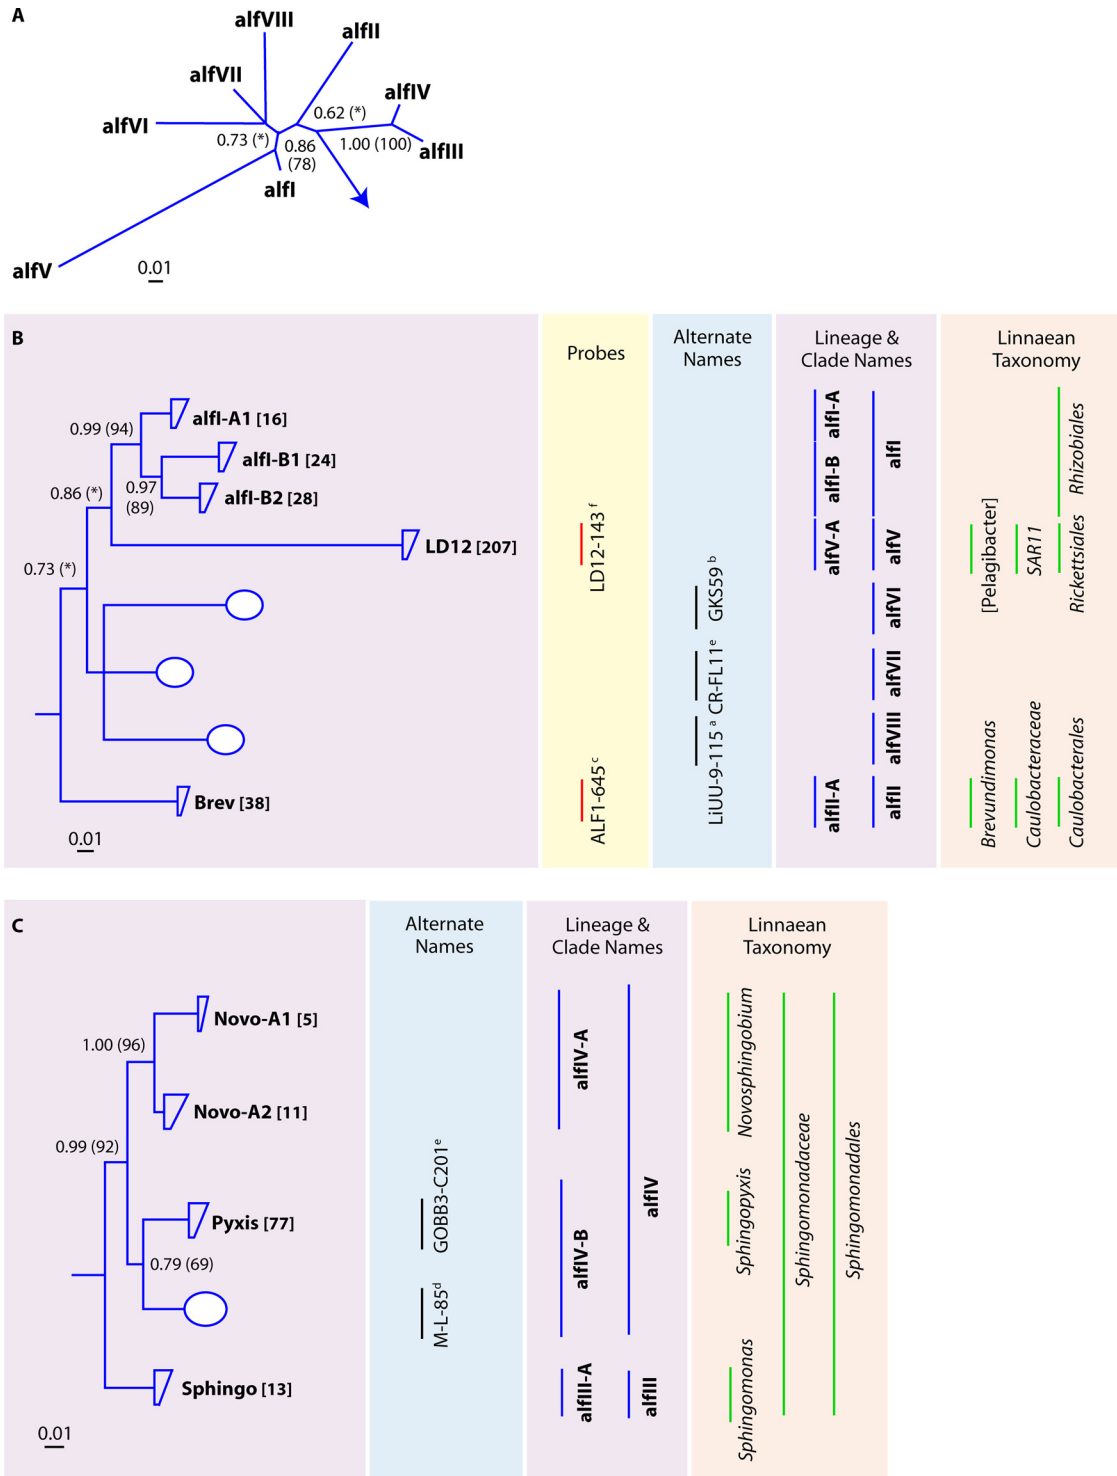 A
alfVIII
alfII
alfVII
alfIV
0.62 (*)
alfVI
0.73 (*)
0.86
(78)
1.00 (100)
alfIII
alfI
alfV
0.01
B
Probes
Alternate
Names
Lineage &
Clade Names
Linnaean
Taxonomy
alfI-A1 [16]
0.99 (94)
alfI-B1 [24]
0.97
(89)
alfI-B2 [28]
0.86 (*)
LD12 [207]
0.73 (*)
Brev [38]
0.01
LD12-143 f
ALF1-645 c
GKS59 b
CR-FL11 e
LiUU-9-115 a
alfI-A
alfI-B
alfV-A
alfII-A
alfI
alfV
alfVI
alfVII
alfVIII
alfII
[Pelagibacter]
SAR11
Rhizobiales
Rickettsiales
Brevundimonas
Caulobacteraceae
Caulobacterales
C
Alternate
Names
Lineage &
Clade Names
Linnaean
Taxonomy
Novo-A1 [5]
1.00 (96)
Novo-A2 [11]
0.99 (92)
Pyxis [77]
0.79 (69)
Sphingo [13]
0.01
GOBB3-C201e
M-L-85d
alfIV-A
alfIV-B
alfIII-A
alfIV
alfIII
Novosphingobium
Sphingopyxis
Sphingomonas
Sphingomonadaceae
Sphingomonadales